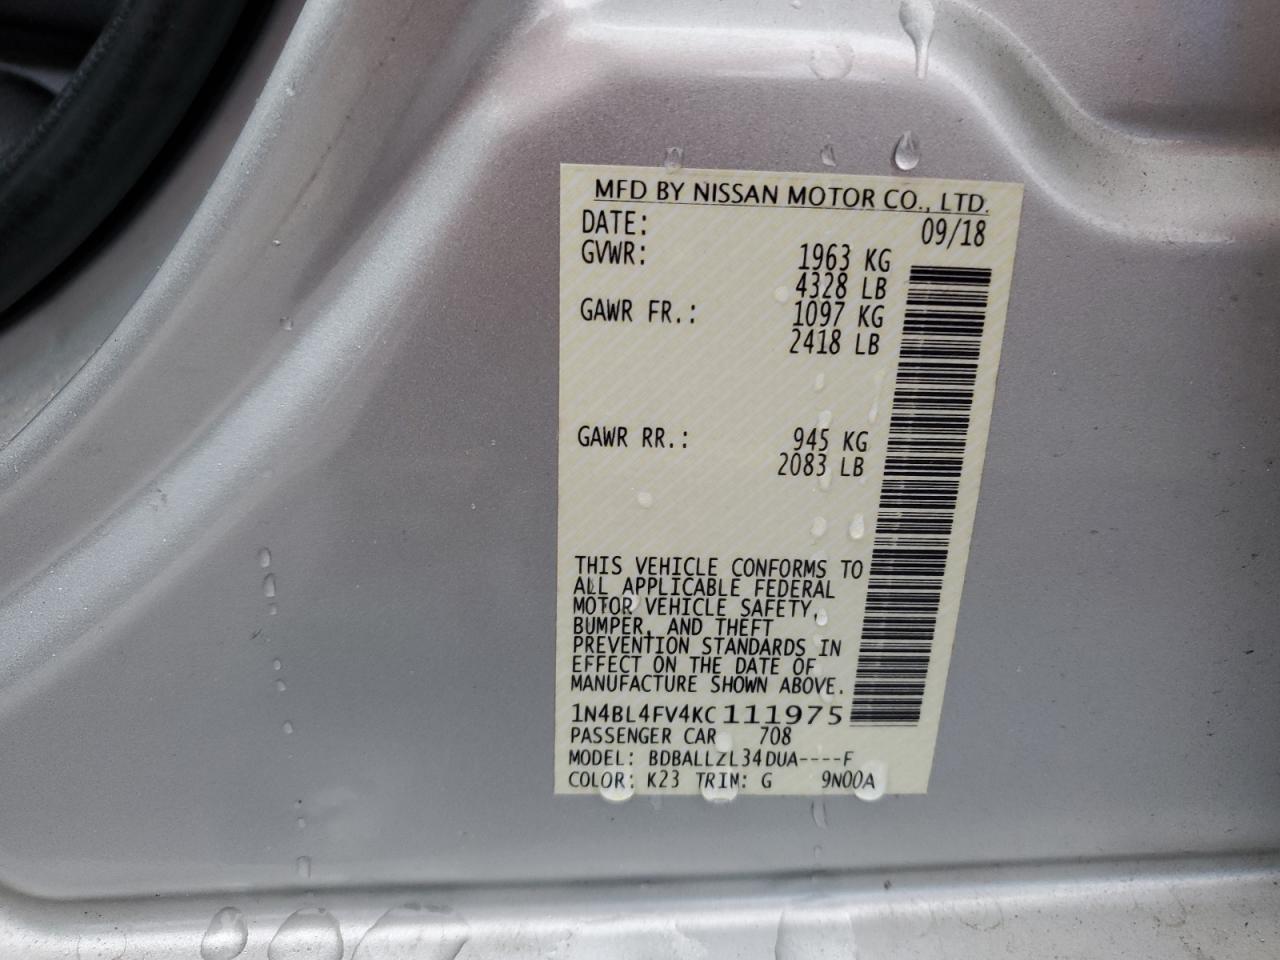 MFD BY NISSAN MOTOR CO., LTD.
DATE: 09/18
GVWR: 1963 KG
4328 LB
GAWR FR.: 1097 KG
2418 LB
GAWR RR.: 945 KG
2083 LB
THIS VEHICLE CONFORMS TO
ALL APPLICABLE FEDERAL
MOTOR VEHICLE SAFETY,
BUMPER, AND THEFT
PREVENTION STANDARDS IN
EFFECT ON THE DATE OF
MANUFACTURE SHOWN ABOVE.
1N4BL4FV4KC111975
PASSENGER CAR 708
MODEL: BDBALLZL34DUA----F
COLOR: K23 TRIM: G 9N00A